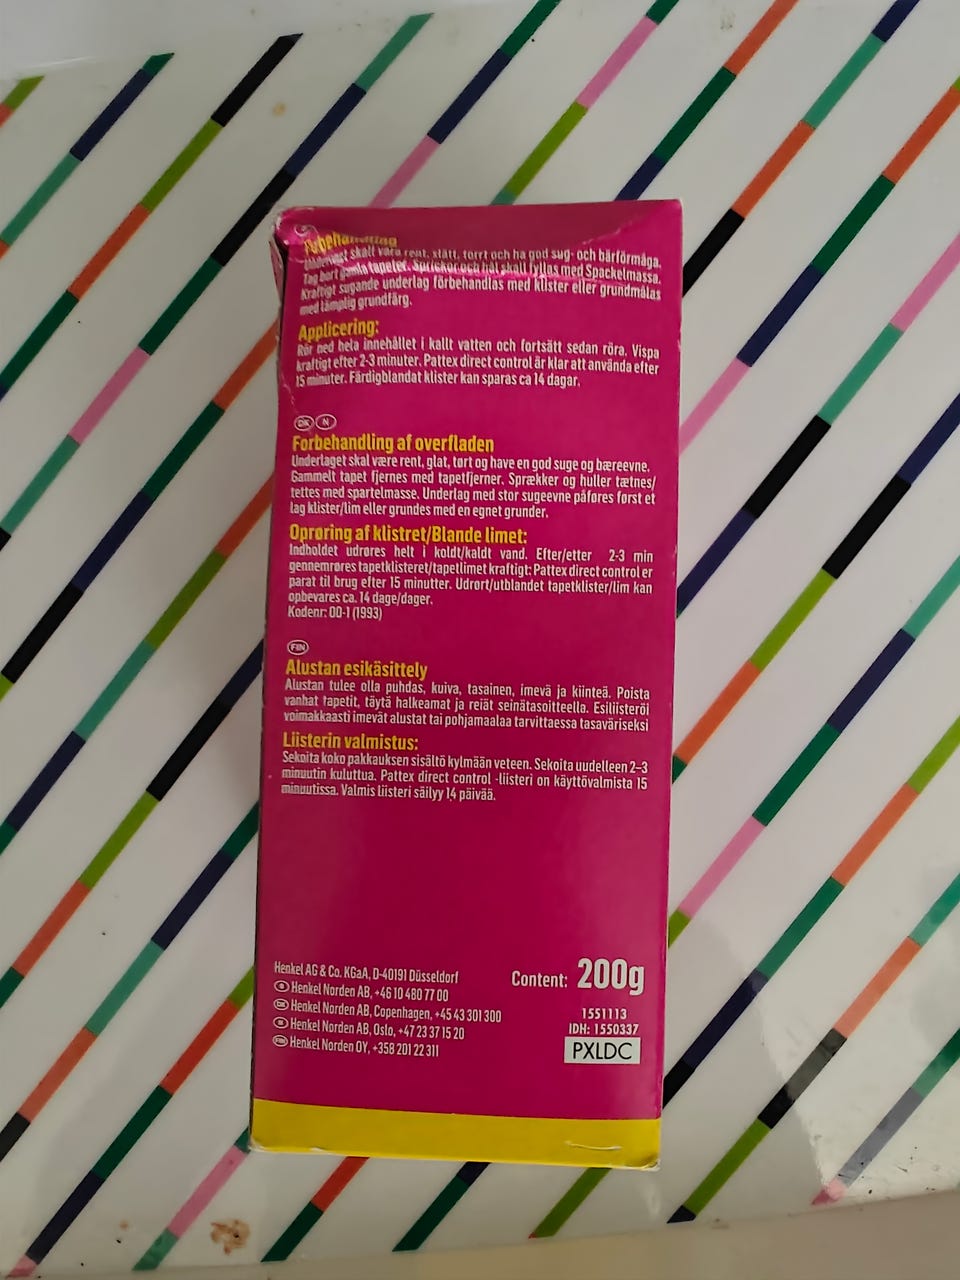 Förbehandling
Underlaget skall vara rent, slätt, torrt och ha god sug- och bärförmåga.
Tag bort gamla tapeter. Sprickor och hål skall fyllas med Spackelmassa.
Kraftigt sugande underlag förbehandlas med klister eller grundmålas
med lämplig grundfärg.
Applicering:
Rör ned hela innehållet i kallt vatten och fortsätt sedan röra. Vispa
kraftigt efter 2-3 minuter. Pattex direct control är klar att använda efter
15 minuter. Färdigblandat klister kan sparas ca 14 dagar.
DK N
Forbehandling af overfladen
Underlaget skal være rent, glat, tørt og have en god suge og bæreevne.
Gammelt tapet fjernes med tapetfjerner. Sprækker og huller tætnes/
tettes med spartelmasse. Underlag med stor sugeevne påføres først et
lag klister/lim eller grundes med en egnet grunder.
Oprøring af klistret/Blande limet:
Indholdet udrøres helt i koldt/kaldt vand. Efter/etter 2-3 min
gennemrøres tapetklisteret/tapetlimet kraftigt: Pattex direct control er
parat til brug efter 15 minutter. Udrørt/utblandet tapetklister/lim kan
opbevares ca. 14 dage/dager.
Kodenr: 00-1 (1993)
FIN
Alustan esikäsittely
Alustan tulee olla puhdas, kuiva, tasainen, imevä ja kiinteä. Poista
vanhat tapetit, täytä halkeamat ja reiät seinätasoitteella. Esiliisteröi
voimakkaasti imevät alustat tai pohjamaalaa tarvittaessa tasaväriseksi
Liisterin valmistus:
Sekoita koko pakkauksen sisältö kylmään veteen. Sekoita uudelleen 2–3
minuutin kuluttua. Pattex direct control -liisteri on käyttövalmista 15
minuutissa. Valmis liisteri säilyy 14 päivää.
Henkel AG & Co. KGaA, D-40191 Düsseldorf
S Henkel Norden AB, +46 10 480 77 00
DK Henkel Norden AB, Copenhagen, +45 43 301 300
N Henkel Norden AB, Oslo, +47 23 37 15 20
FIN Henkel Norden OY, +358 201 22 311
Content: 200g
1551113
IDH: 1550337
PXLDC